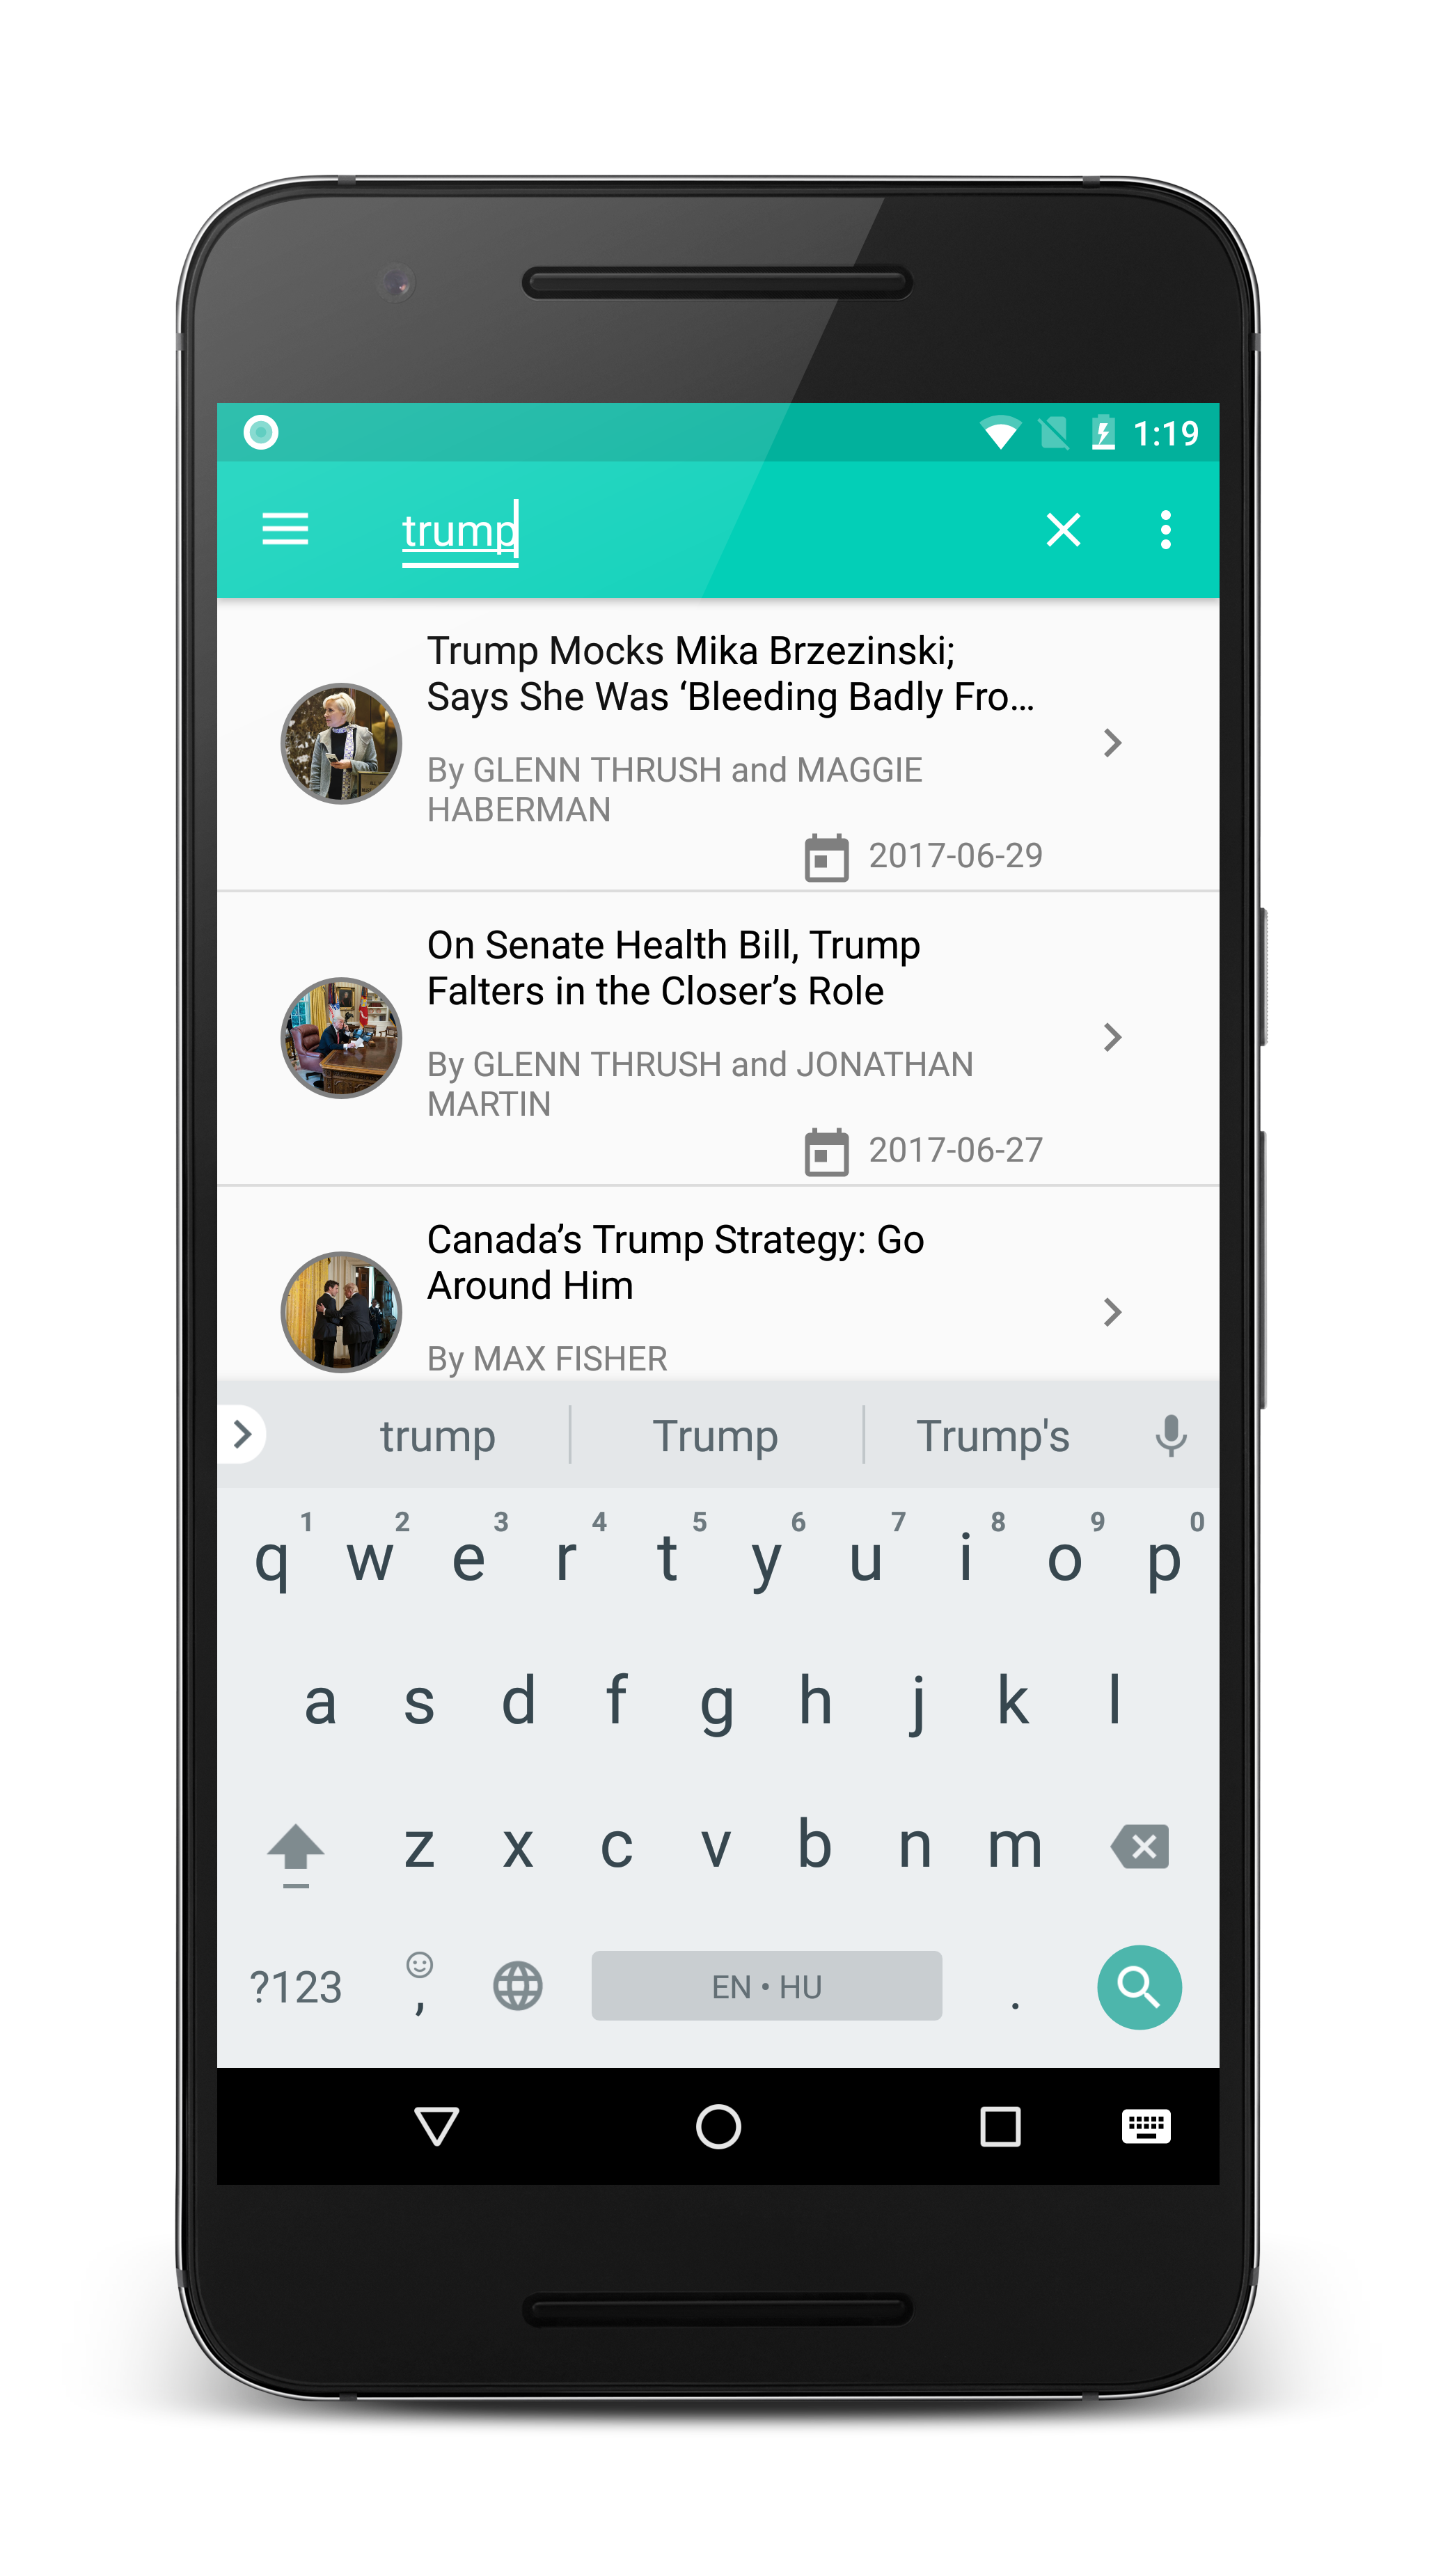 1:19
trump
Trump Mocks Mika Brzezinski;
Says She Was ‘Bleeding Badly Fro…
By GLENN THRUSH and MAGGIE
HABERMAN
2017-06-29
On Senate Health Bill, Trump
Falters in the Closer’s Role
By GLENN THRUSH and JONATHAN
MARTIN
2017-06-27
Canada’s Trump Strategy: Go
Around Him
By MAX FISHER
trump Trump Trump's
1 2 3 4 5 6 7 8 9 0
q w e r t y u i o p
a s d f g h j k l
z x c v b n m
?123 , EN • HU .